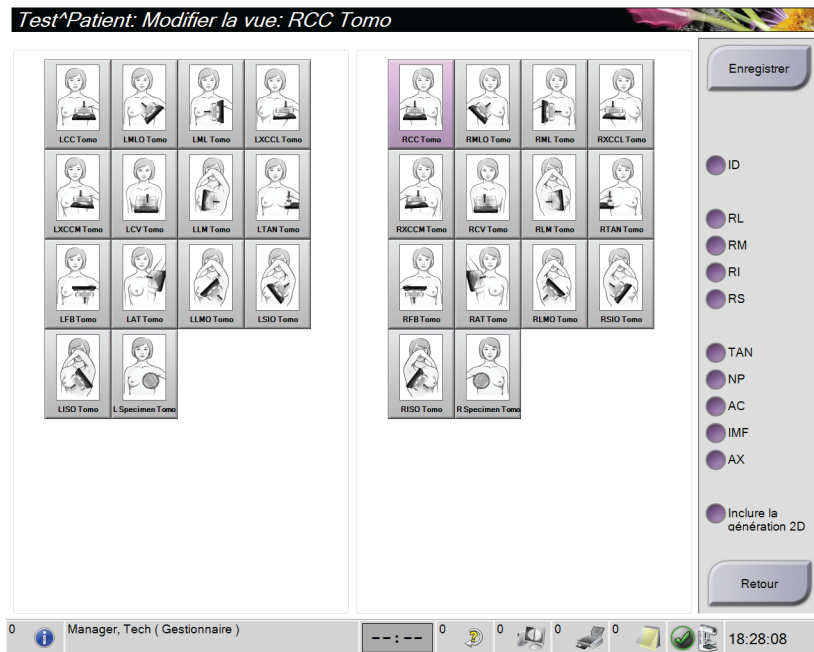 Test^Patient: Modifier la vue: RCC Tomo
LCC Tomo LMLO Tomo LML Tomo LXCCL Tomo
LXCCM Tomo LCV Tomo LLM Tomo LTAN Tomo
LFB Tomo LAT Tomo LLMO Tomo LSIO Tomo
LISO Tomo L Specimen Tomo
RCC Tomo RMLO Tomo RML Tomo RXCCL Tomo
RXCCM Tomo RCV Tomo RLM Tomo RTAN Tomo
RFB Tomo RAT Tomo RLMO Tomo RSIO Tomo
RISO Tomo R Specimen Tomo
Enregistrer
ID
RL
RM
RI
RS
TAN
NP
AC
IMF
AX
Inclure la
génération 2D
Retour
0 Manager, Tech ( Gestionnaire ) --:-- 0 0 0 0 18:28:08